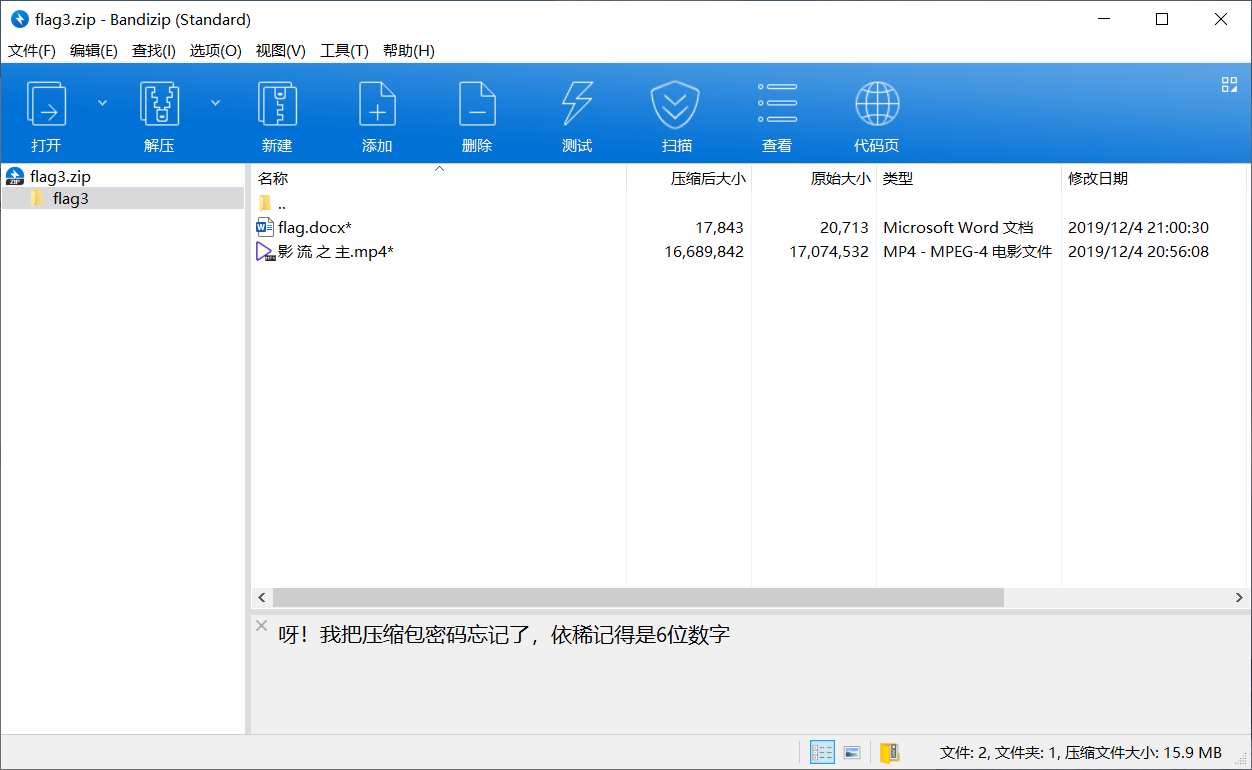 flag3.zip - Bandizip (Standard)
文件(F) 编辑(E) 查找(I) 选项(O) 视图(V) 工具(T) 帮助(H)
打开 解压 新建 添加 删除 测试 扫描 查看 代码页
flag3.zip
flag3
名称 压缩后大小 原始大小 类型 修改日期
..
flag.docx* 17,843 20,713 Microsoft Word 文档 2019/12/4 21:00:30
影 流 之 主.mp4* 16,689,842 17,074,532 MP4 - MPEG-4 电影文件 2019/12/4 20:56:08
呀！我把压缩包密码忘记了，依稀记得是6位数字
文件: 2, 文件夹: 1, 压缩文件大小: 15.9 MB